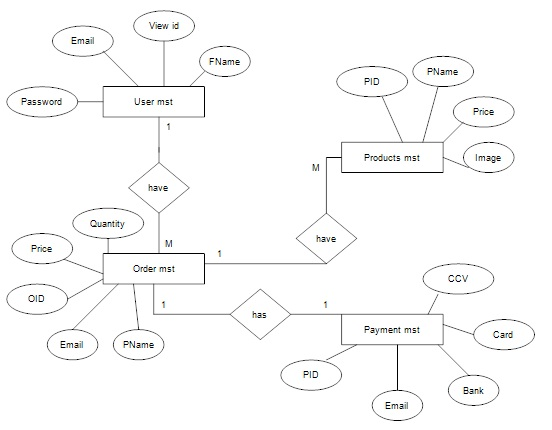 View id
Email
FName
Password
User mst
1
PID
PName
Price
Products mst
Image
M
have
have
Quantity
M
Price
1
Order mst
OID
1
has
1
CCV
Payment mst
Card
Email
PName
PID
Bank
Email